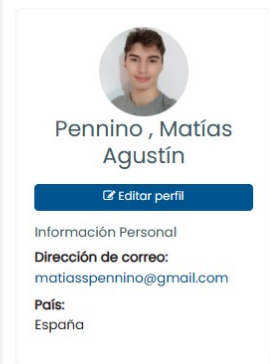 Pennino , Matías
Agustín
Editar perfil
Información Personal
Dirección de correo:
matiasspennino@gmail.com
País:
España